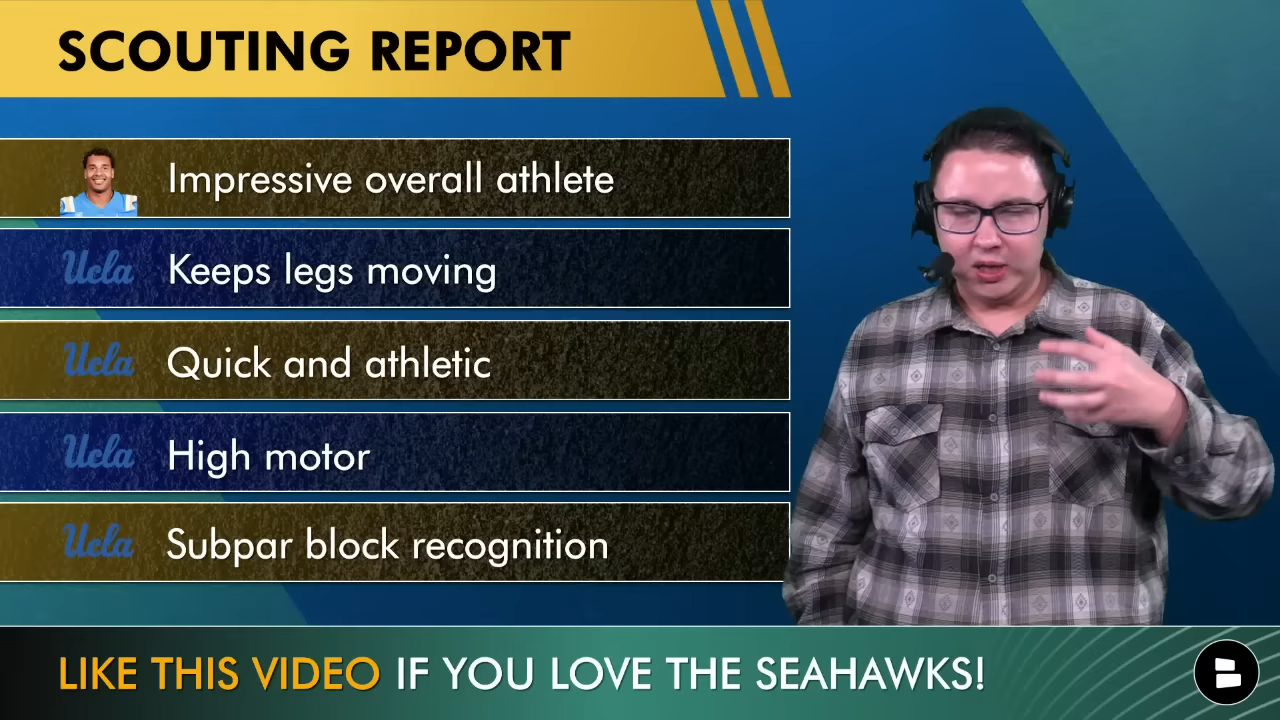 SCOUTING REPORT
Impressive overall athlete
Ucla Keeps legs moving
Ucla Quick and athletic
Ucla High motor
Ucla Subpar block recognition
LIKE THIS VIDEO IF YOU LOVE THE SEAHAWKS!